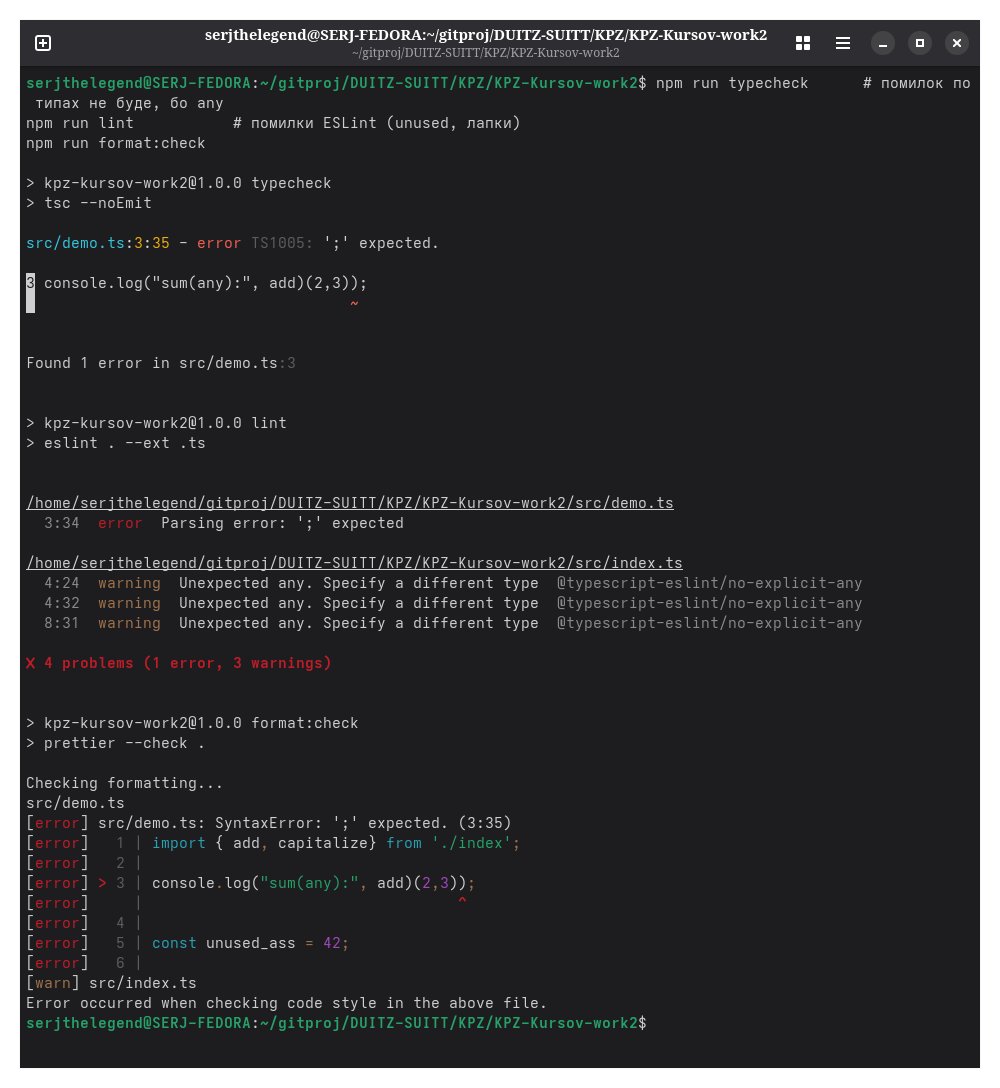 serjthelegend@SERJ-FEDORA:~/gitproj/DUITZ-SUITT/KPZ/KPZ-Kursov-work2
~/gitproj/DUITZ-SUITT/KPZ/KPZ-Kursov-work2
serjthelegend@SERJ-FEDORA:~/gitproj/DUITZ-SUITT/KPZ/KPZ-Kursov-work2$ npm run typecheck      # помилок по
 типах не буде, бо any
npm run lint           # помилки ESLint (unused, лапки)
npm run format:check
> kpz-kursov-work2@1.0.0 typecheck
> tsc --noEmit
src/demo.ts:3:35 - error TS1005: ';' expected.
3 console.log("sum(any):", add)(2,3));
                                    ~
Found 1 error in src/demo.ts:3
> kpz-kursov-work2@1.0.0 lint
> eslint . --ext .ts
/home/serjthelegend/gitproj/DUITZ-SUITT/KPZ/KPZ-Kursov-work2/src/demo.ts
  3:34  error  Parsing error: ';' expected
/home/serjthelegend/gitproj/DUITZ-SUITT/KPZ/KPZ-Kursov-work2/src/index.ts
  4:24  warning  Unexpected any. Specify a different type  @typescript-eslint/no-explicit-any
  4:32  warning  Unexpected any. Specify a different type  @typescript-eslint/no-explicit-any
  8:31  warning  Unexpected any. Specify a different type  @typescript-eslint/no-explicit-any
✖ 4 problems (1 error, 3 warnings)
> kpz-kursov-work2@1.0.0 format:check
> prettier --check .
Checking formatting...
src/demo.ts
[error] src/demo.ts: SyntaxError: ';' expected. (3:35)
[error]   1 | import { add, capitalize} from './index';
[error]   2 |
[error] > 3 | console.log("sum(any):", add)(2,3));
[error]     |                                   ^
[error]   4 |
[error]   5 | const unused_ass = 42;
[error]   6 |
[warn] src/index.ts
Error occurred when checking code style in the above file.
serjthelegend@SERJ-FEDORA:~/gitproj/DUITZ-SUITT/KPZ/KPZ-Kursov-work2$